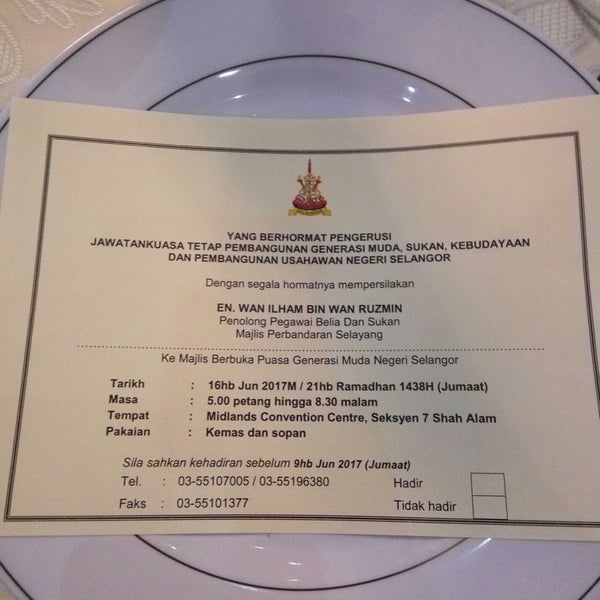 YANG BERHORMAT PENGERUSI
JAWATANKUASA TETAP PEMBANGUNAN GENERASI MUDA, SUKAN, KEBUDAYAAN
DAN PEMBANGUNAN USAHAWAN NEGERI SELANGOR
Dengan segala hormatnya mempersilakan
EN. WAN ILHAM BIN WAN RUZMIN
Penolong Pegawai Belia Dan Sukan
Majlis Perbandaran Selayang
Ke Majlis Berbuka Puasa Generasi Muda Negeri Selangor
Tarikh : 16hb Jun 2017M / 21hb Ramadhan 1438H (Jumaat)
Masa : 5.00 petang hingga 8.30 malam
Tempat : Midlands Convention Centre, Seksyen 7 Shah Alam
Pakaian : Kemas dan sopan
Sila sahkan kehadiran sebelum 9hb Jun 2017 (Jumaat)
Tel. : 03-55107005 / 03-55196380 Hadir
Faks : 03-55101377 Tidak hadir